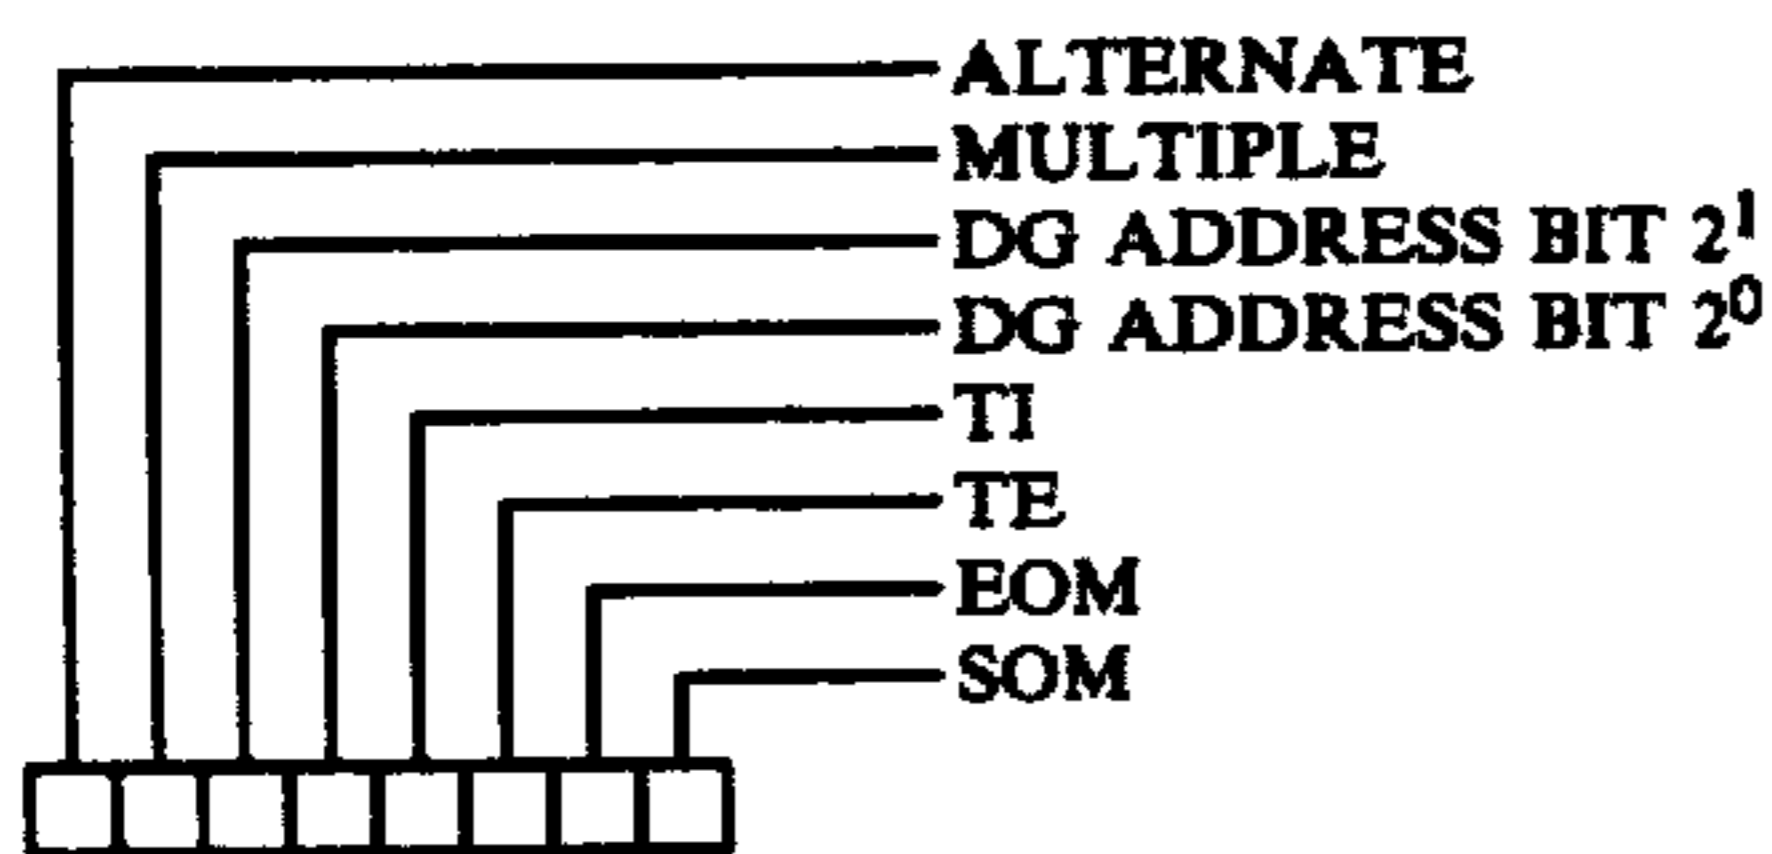 ALTERNATE
MULTIPLE
DG ADDRESS BIT 2¹
DG ADDRESS BIT 2⁰
TI
TE
EOM
SOM